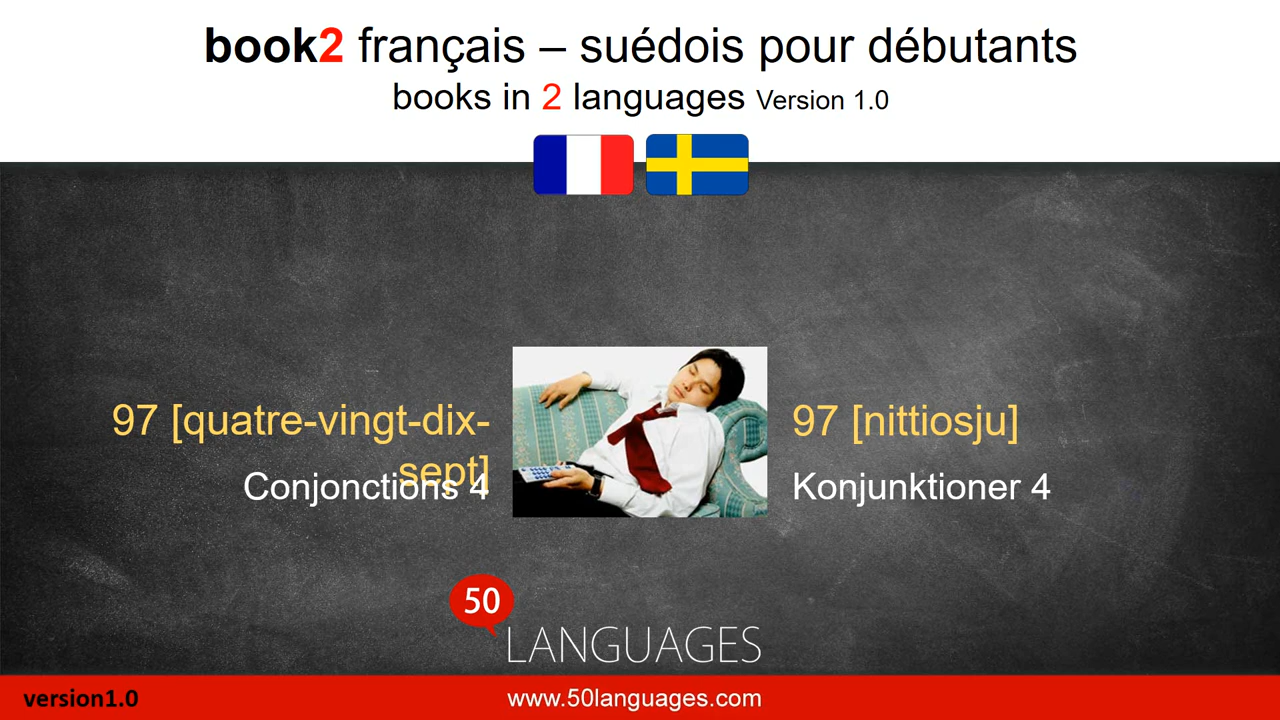 book2 français – suédois pour débutants
books in 2 languages Version 1.0
97 [quatre-vingt-dix-
sept]
Conjonctions 4
97 [nittiosju]
Konjunktioner 4
50
LANGUAGES
version1.0
www.50languages.com